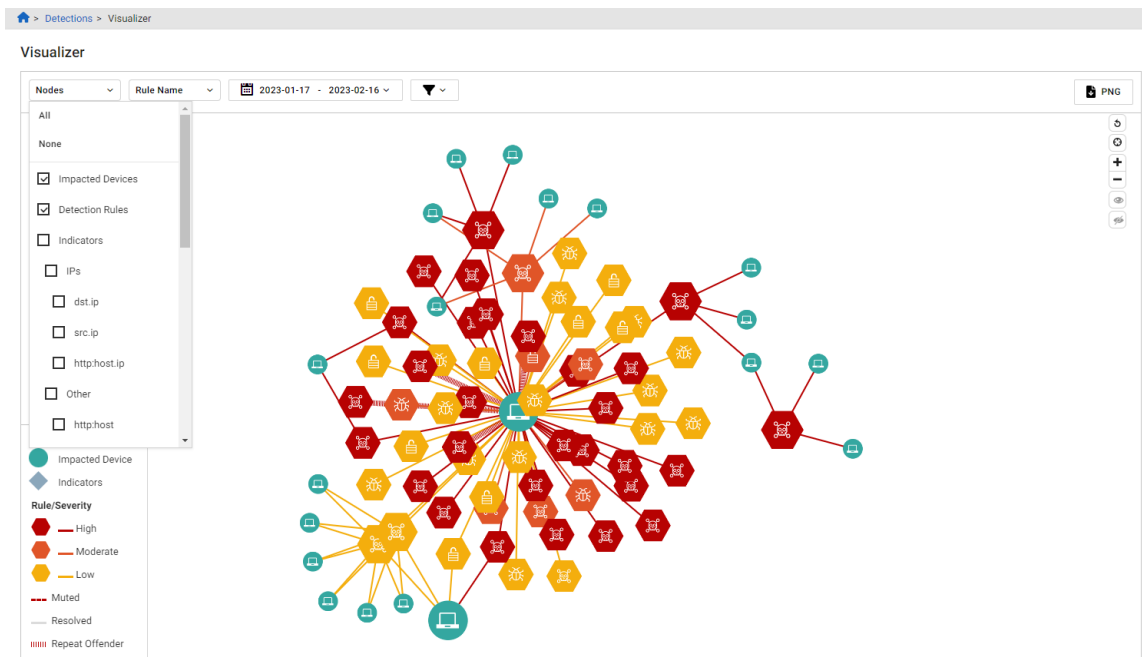 > Detections > Visualizer
Visualizer
Nodes Rule Name 2023-01-17 - 2023-02-16 PNG
All
None
Impacted Devices
Detection Rules
Indicators
IPs
dst.ip
src.ip
http:host.ip
Other
http:host
Impacted Device
Indicators
Rule/Severity
High
Moderate
Low
Muted
Resolved
Repeat Offender